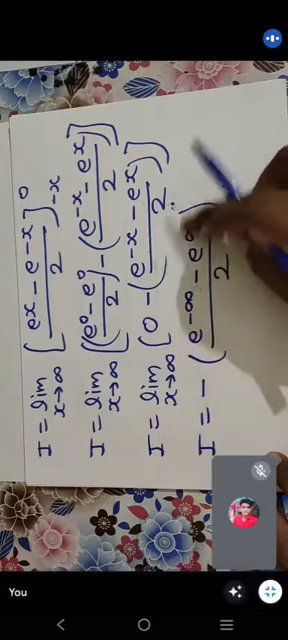 I = lim x→∞ [ (e^x - e^-x)/2 ]_-x^0
I = lim x→∞ [ ((e^0 - e^0)/2) - ((e^-x - e^x)/2) ]
I = lim x→∞ [ 0 - ((e^-x - e^x)/2) ]
I = - ((e^-∞ - e^
2
You